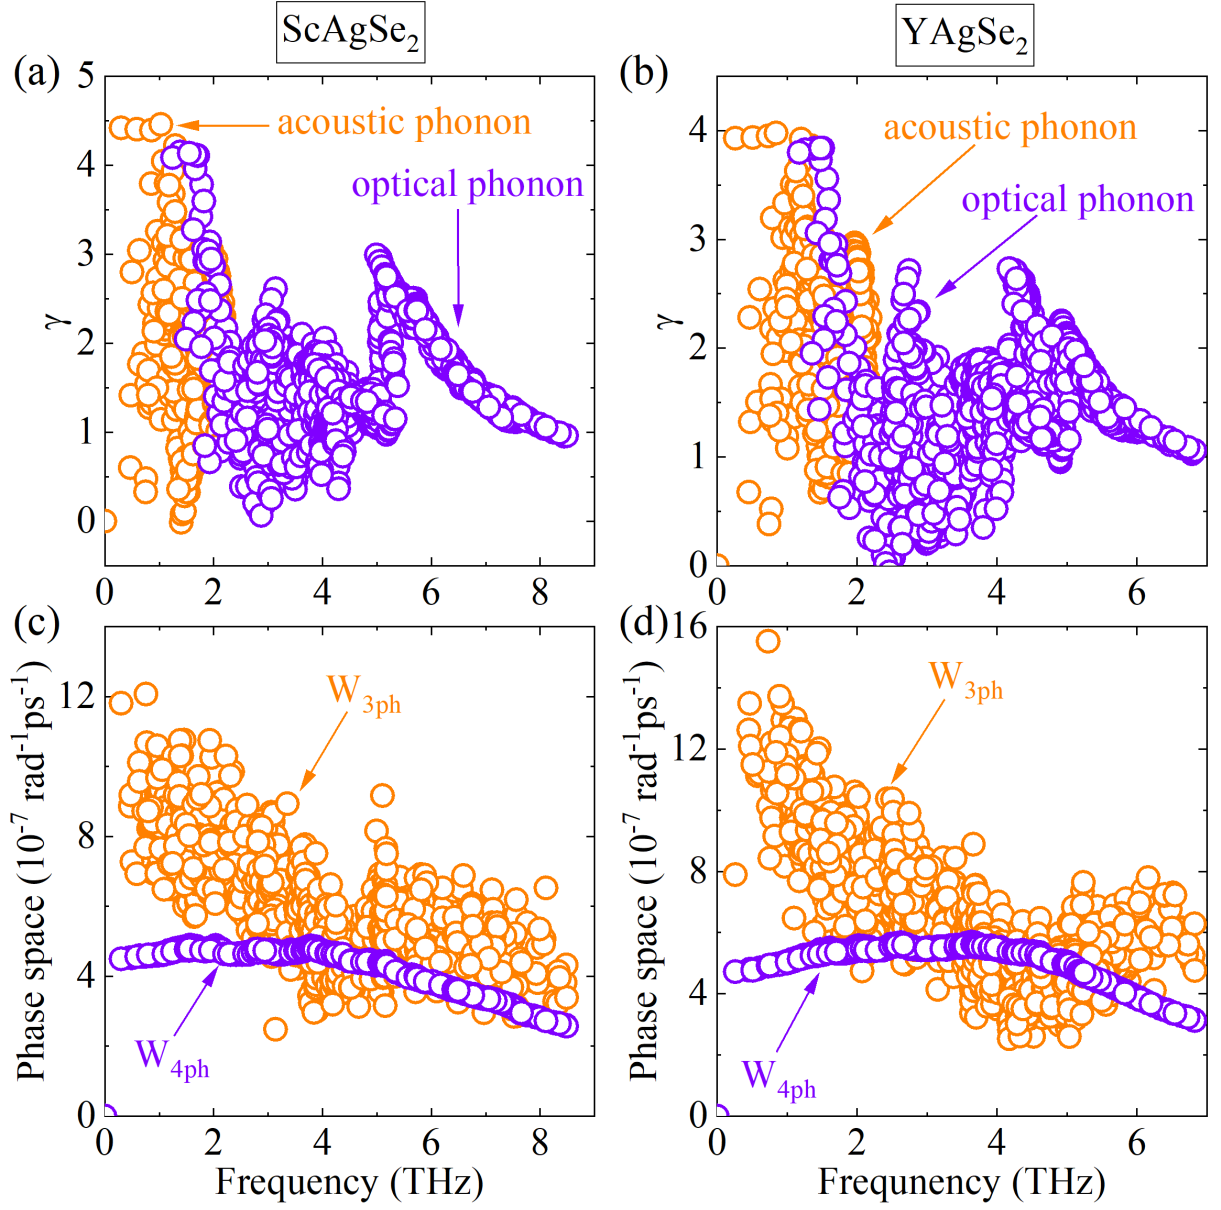 ScAgSe2
YAgSe2
(a)
(b)
5
4
3
2
1
0
γ
acoustic phonon
optical phonon
0
2
4
6
8
4
3
2
1
0
γ
acoustic phonon
optical phonon
0
2
4
6
(c)
(d)
12
8
4
0
Phase space (10-7 rad-1ps-1)
W3ph
W4ph
0
2
4
6
8
Frequency (THz)
16
12
8
4
0
Phase space (10-7 rad-1ps-1)
W3ph
W4ph
0
2
4
6
Frequnency (THz)